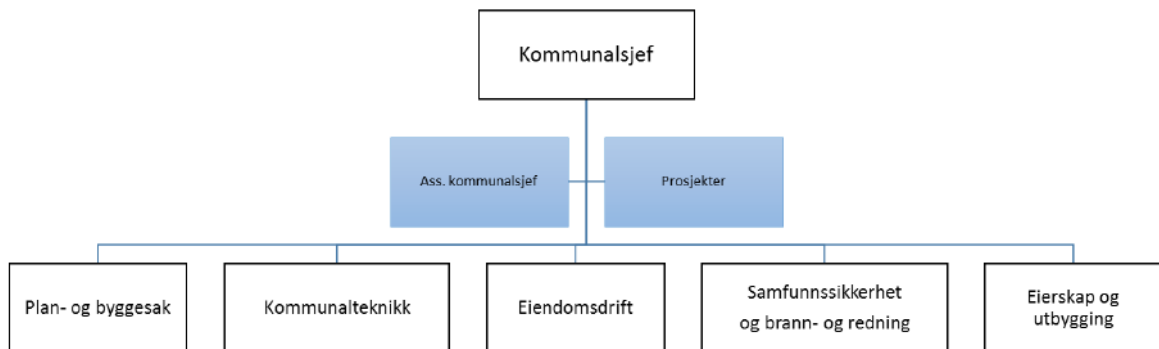 Kommunalsjef
Ass. kommunalsjef
Prosjekter
Plan- og byggesak
Kommunalteknikk
Eiendomsdrift
Samfunnssikkerhet
og brann- og redning
Eierskap og
utbygging